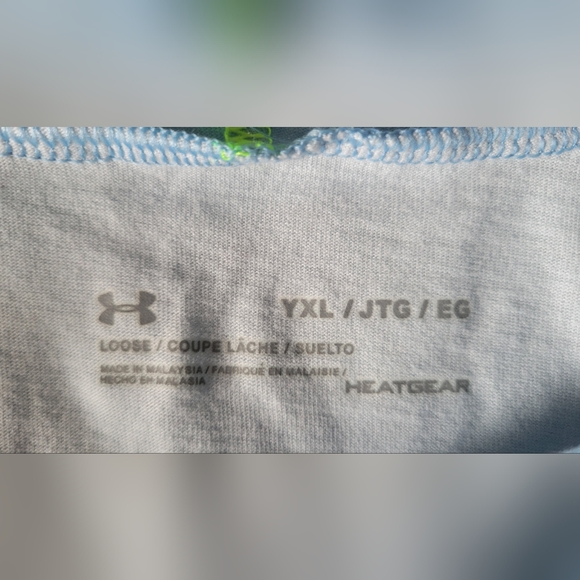 YXL / JTG / EG
LOOSE / COUPE LÂCHE / SUELTO
MADE IN MALAYSIA / FABRIQUÉ EN MALAISIE /
HECHO EN MALASIA
HEATGEAR